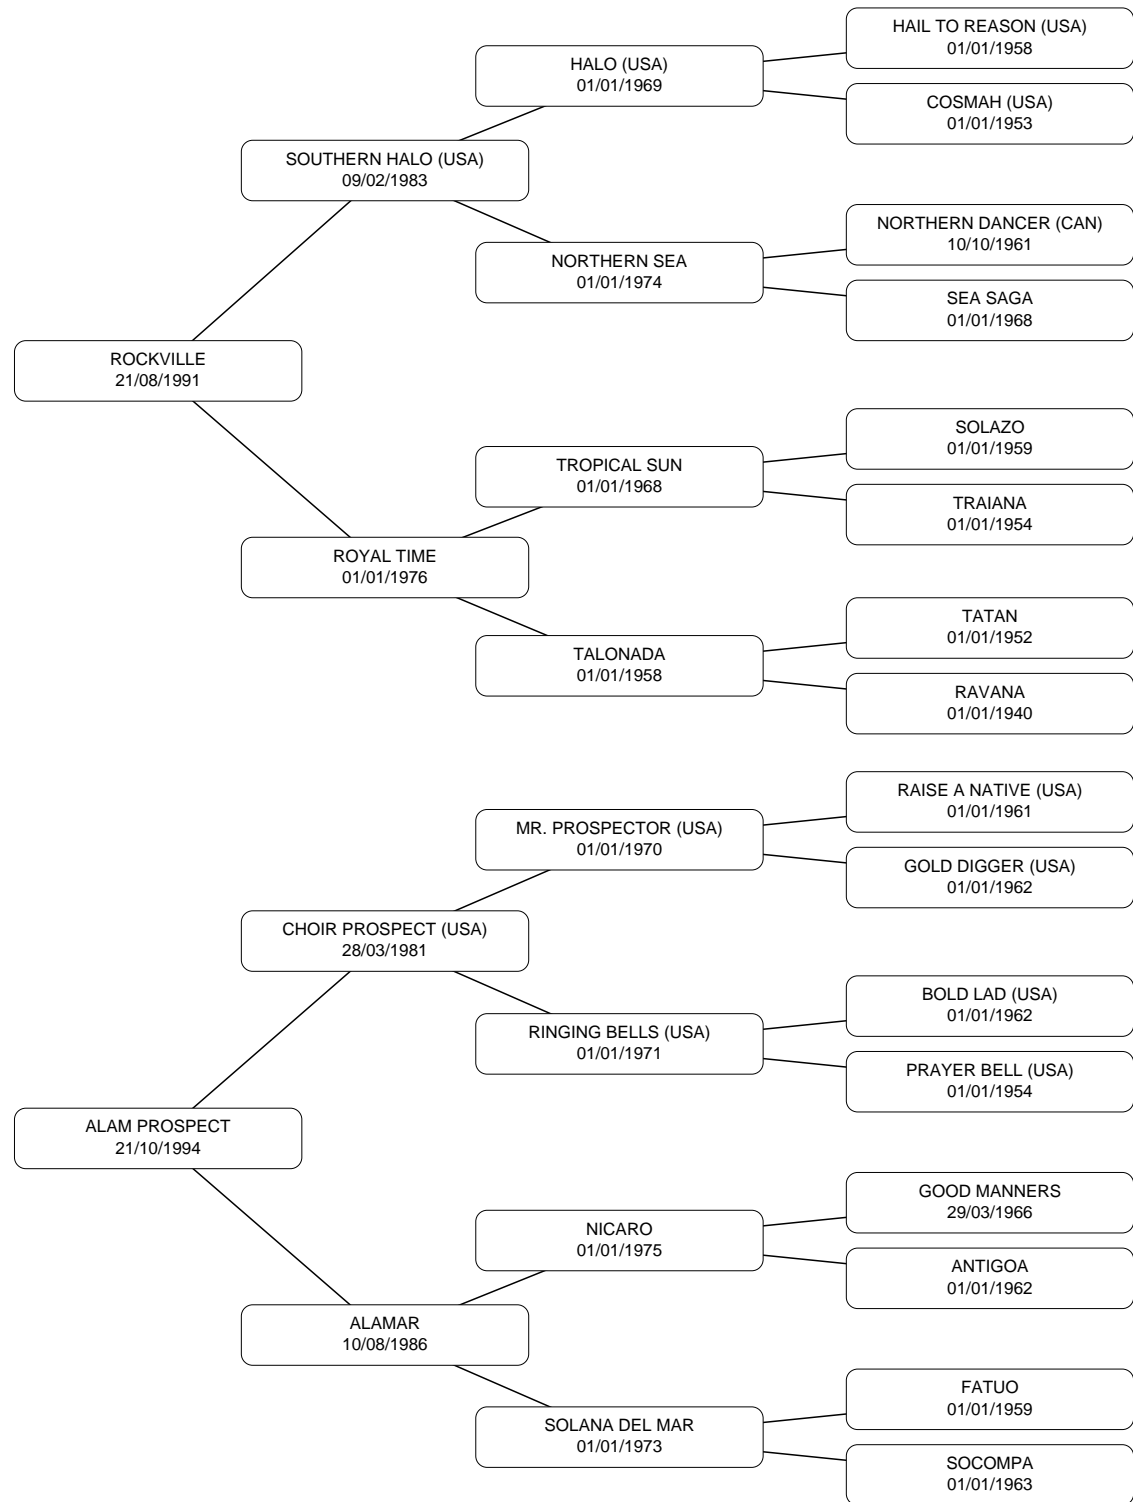 HAIL TO REASON (USA)
01/01/1958
HALO (USA)
01/01/1969
COSMAH (USA)
01/01/1953
SOUTHERN HALO (USA)
09/02/1983
NORTHERN DANCER (CAN)
10/10/1961
NORTHERN SEA
01/01/1974
SEA SAGA
01/01/1968
ROCKVILLE
21/08/1991
SOLAZO
01/01/1959
TROPICAL SUN
01/01/1968
TRAIANA
01/01/1954
ROYAL TIME
01/01/1976
TATAN
01/01/1952
TALONADA
01/01/1958
RAVANA
01/01/1940
RAISE A NATIVE (USA)
01/01/1961
MR. PROSPECTOR (USA)
01/01/1970
GOLD DIGGER (USA)
01/01/1962
CHOIR PROSPECT (USA)
28/03/1981
BOLD LAD (USA)
01/01/1962
RINGING BELLS (USA)
01/01/1971
PRAYER BELL (USA)
01/01/1954
ALAM PROSPECT
21/10/1994
GOOD MANNERS
29/03/1966
NICARO
01/01/1975
ANTIGOA
01/01/1962
ALAMAR
10/08/1986
FATUO
01/01/1959
SOLANA DEL MAR
01/01/1973
SOCOMPA
01/01/1963